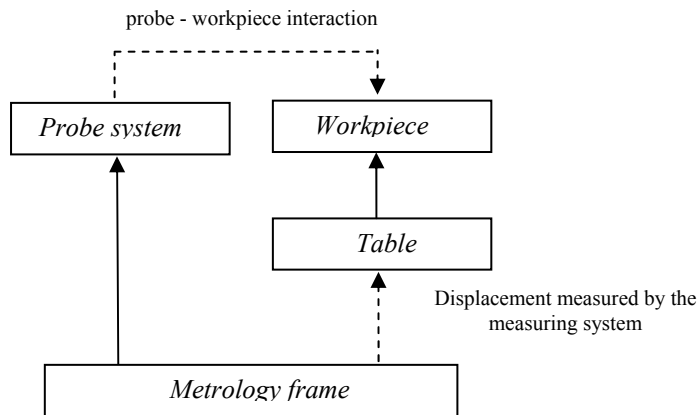 probe - workpiece interaction
Probe system
Workpiece
Table
Displacement measured by the
measuring system
Metrology frame